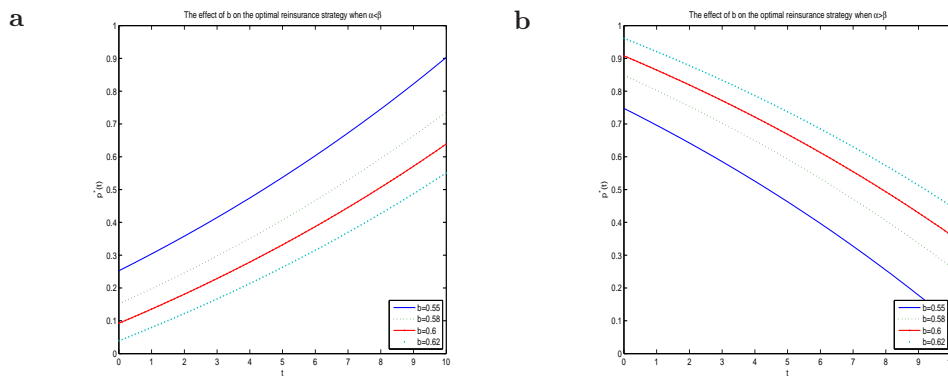 a
The effect of b on the optimal reinsurance strategy when α<β
1
0.9
0.8
0.7
0.6
0.5
0.4
0.3
0.2
0.1
0
p*(t)
0 1 2 3 4 5 6 7 8 9 10
t
b=0.55
b=0.58
b=0.6
b=0.62
b
The effect of b on the optimal reinsurance strategy when α>β
1
0.9
0.8
0.7
0.6
0.5
0.4
0.3
0.2
0.1
0
p*(t)
0 1 2 3 4 5 6 7 8 9
t
b=0.55
b=0.58
b=0.6
b=0.62